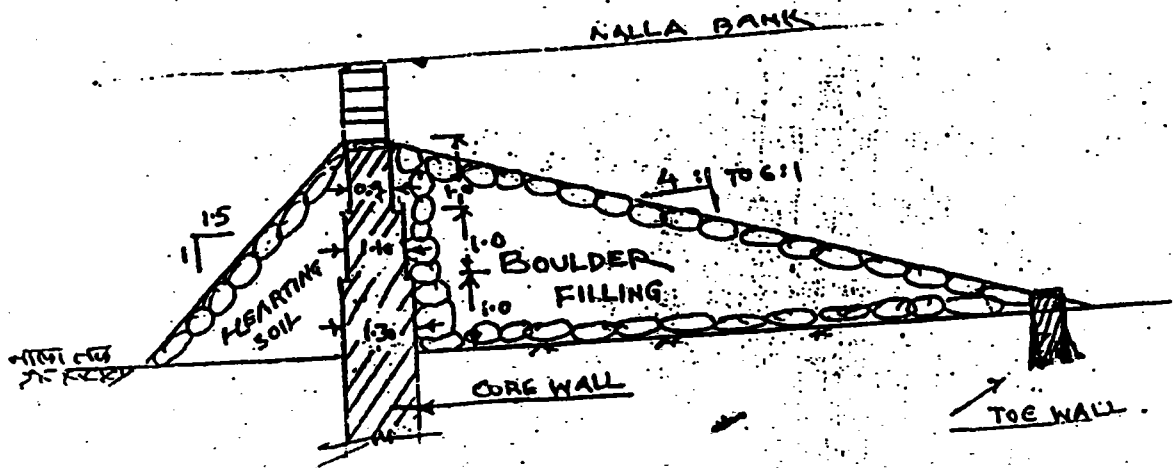 NALLA BANK
4:1 TO 6:1
0.9
1.0
1.5
1
1.10
1.0
BOULDER
FILLING
HEARTING
SOIL
1.0
1.30
CORE WALL
TOE WALL.